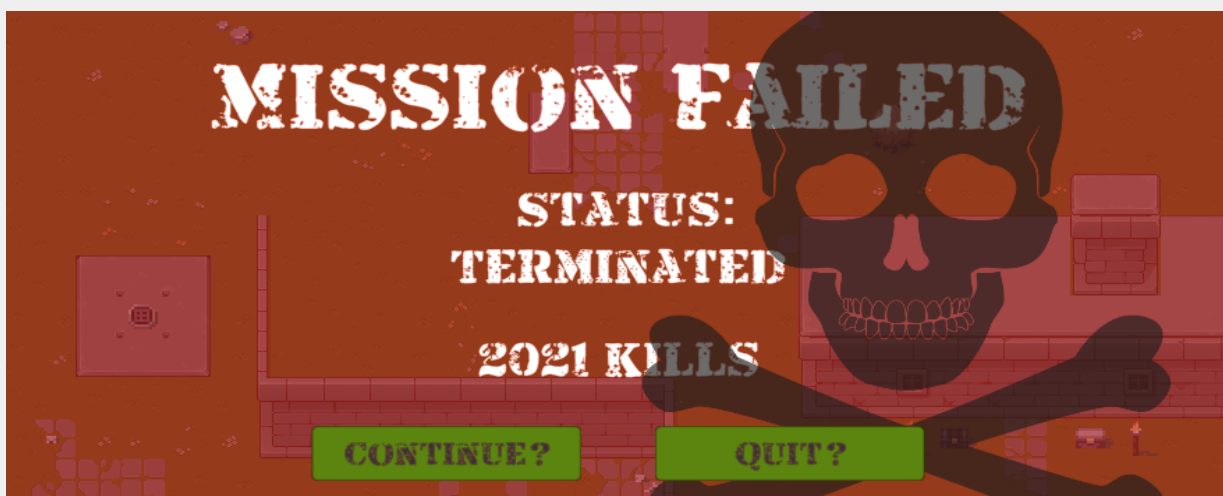 MISSION FAILED
STATUS:
TERMINATED
2021 KILLS
CONTINUE? QUIT?